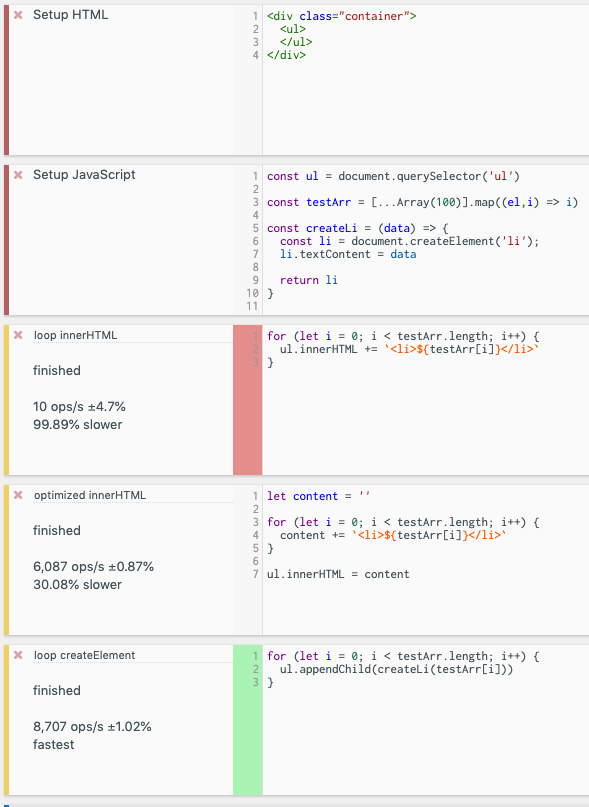 ✖ Setup HTML
1 <div class="container">
2   <ul>
3   </ul>
4 </div>
✖ Setup JavaScript
1 const ul = document.querySelector('ul')
2
3 const testArr = [...Array(100)].map((el,i) => i)
4
5 const createLi = (data) => {
6   const li = document.createElement('li');
7   li.textContent = data
8
9   return li
10 }
11
✖ loop innerHTML
finished
10 ops/s ±4.7%
99.89% slower
1 for (let i = 0; i < testArr.length; i++) {
2   ul.innerHTML += `<li>${testArr[i]}</li>`
3 }
✖ optimized innerHTML
finished
6,087 ops/s ±0.87%
30.08% slower
1 let content = ''
2
3 for (let i = 0; i < testArr.length; i++) {
4   content += `<li>${testArr[i]}</li>`
5 }
6
7 ul.innerHTML = content
✖ loop createElement
finished
8,707 ops/s ±1.02%
fastest
1 for (let i = 0; i < testArr.length; i++) {
2   ul.appendChild(createLi(testArr[i]))
3 }